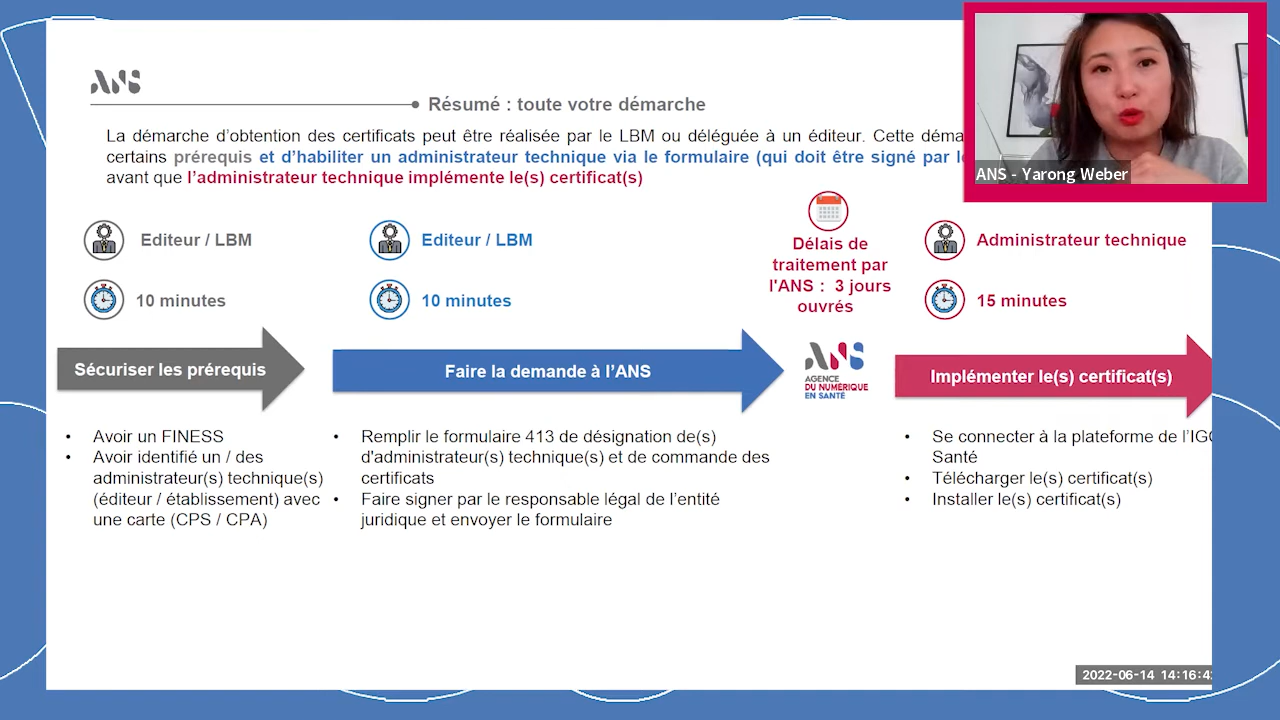 ANS
Résumé : toute votre démarche
La démarche d'obtention des certificats peut être réalisée par le LBM ou déléguée à un éditeur. Cette
certains prérequis et d'habiliter un administrateur technique via le formulaire (qui doit être signé par
avant que l'administrateur technique implémente le(s) certificat(s)
ANS - Yarong Weber
Editeur / LBM
10 minutes
Editeur / LBM
10 minutes
Délais de
traitement par
l'ANS : 3 jours
ouvrés
Administrateur technique
15 minutes
Sécuriser les prérequis
Faire la demande à l'ANS
ANS
AGENCE
DU NUMÉRIQUE
EN SANTÉ
Implémenter le(s) certificat(s)
• Avoir un FINESS
• Avoir identifié un / des
administrateur(s) technique(s)
(éditeur / établissement) avec
une carte (CPS / CPA)
• Remplir le formulaire 413 de désignation de(s)
d'administrateur(s) technique(s) et de commande des
certificats
• Faire signer par le responsable légal de l'entité
juridique et envoyer le formulaire
• Se connecter à la plateforme de
Santé
• Télécharger le(s) certificat(s)
• Installer le(s) certificat(s)
2022-06-14 14:16:4